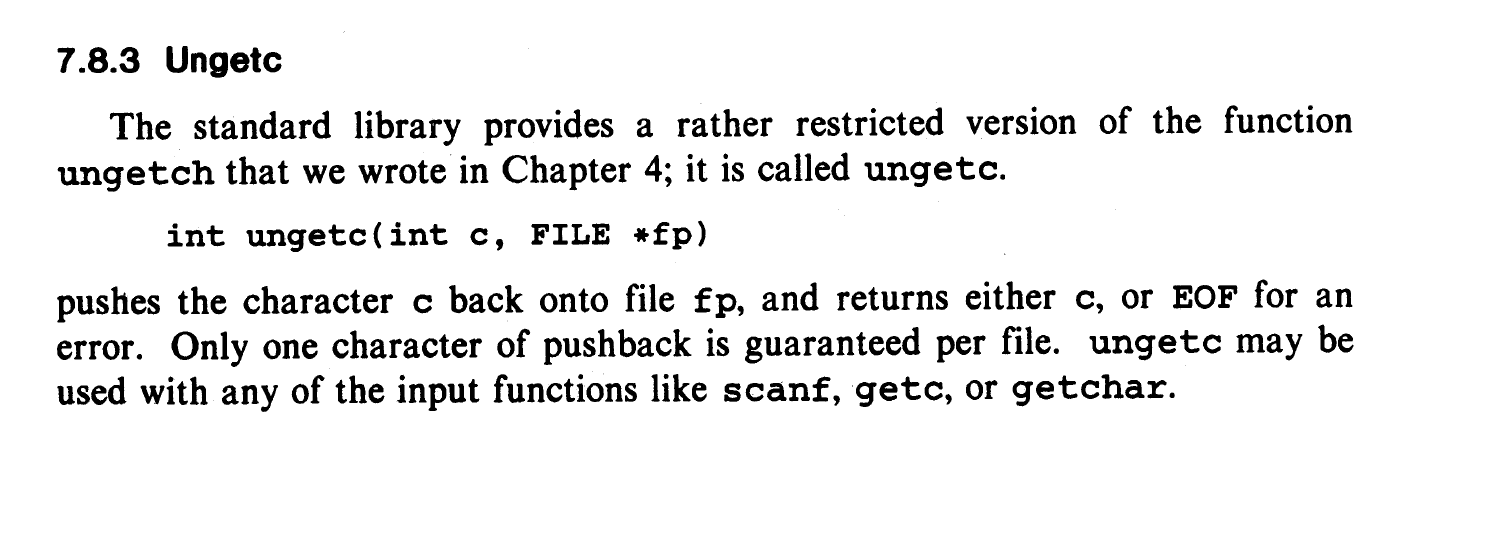 7.8.3 Ungetc
The standard library provides a rather restricted version of the function
ungetch that we wrote in Chapter 4; it is called ungetc.
int ungetc(int c, FILE *fp)
pushes the character c back onto file fp, and returns either c, or EOF for an
error. Only one character of pushback is guaranteed per file. ungetc may be
used with any of the input functions like scanf, getc, or getchar.